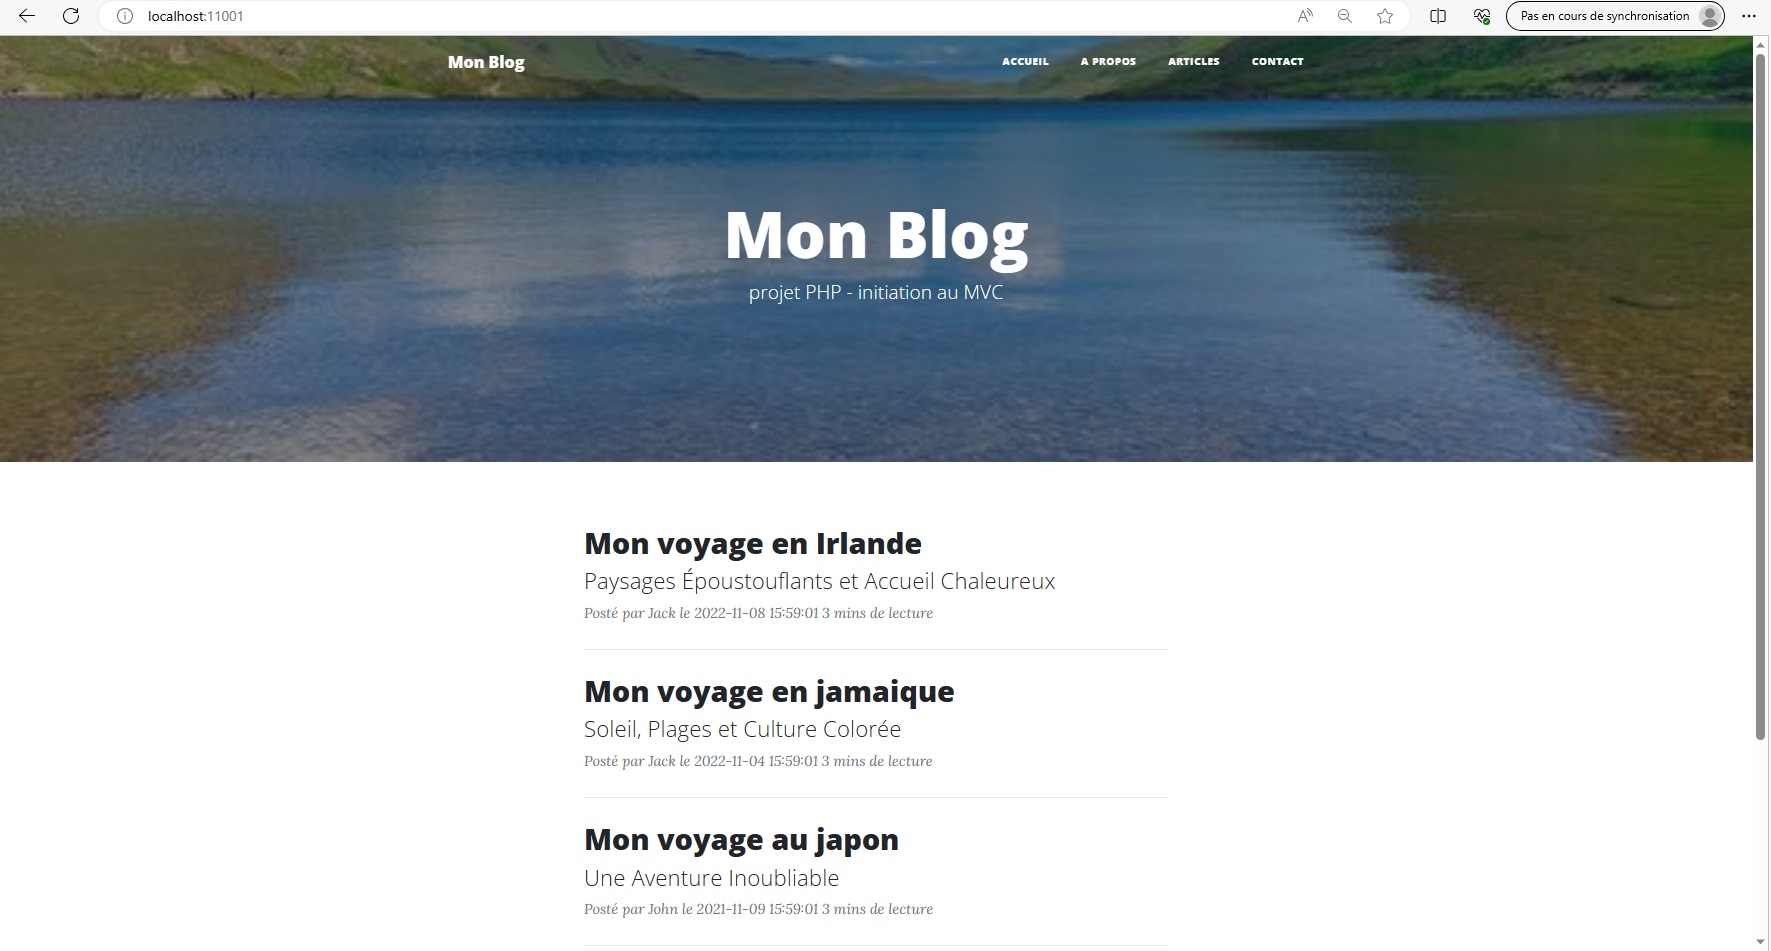 localhost:11001
Pas en cours de synchronisation
Mon Blog
ACCUEIL A PROPOS ARTICLES CONTACT
Mon Blog
projet PHP - initiation au MVC
Mon voyage en Irlande
Paysages Époustouflants et Accueil Chaleureux
Posté par Jack le 2022-11-08 15:59:01 3 mins de lecture
Mon voyage en jamaique
Soleil, Plages et Culture Colorée
Posté par Jack le 2022-11-04 15:59:01 3 mins de lecture
Mon voyage au japon
Une Aventure Inoubliable
Posté par John le 2021-11-09 15:59:01 3 mins de lecture